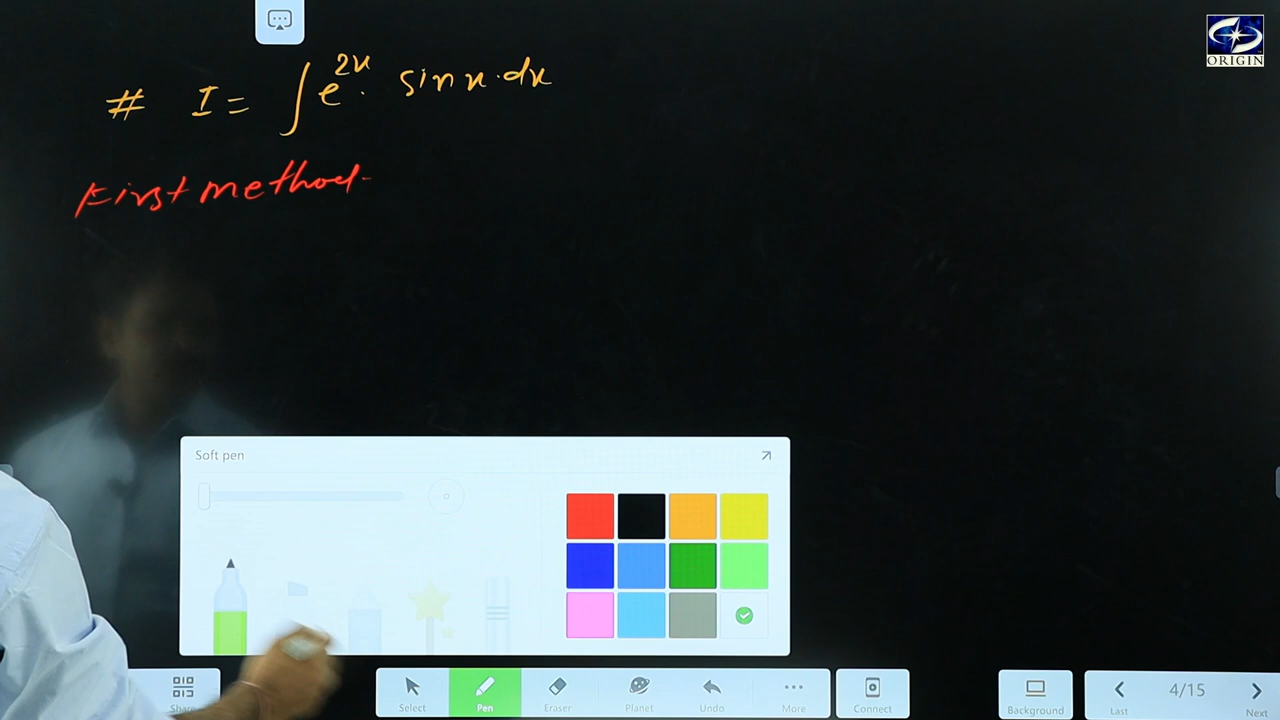 # I = ∫ e^2x . sin x . dx
ORIGIN
First method -
Soft pen
Share
Select
Pen
Eraser
Planet
Undo
More
Connect
Background
Last
4/15
Next